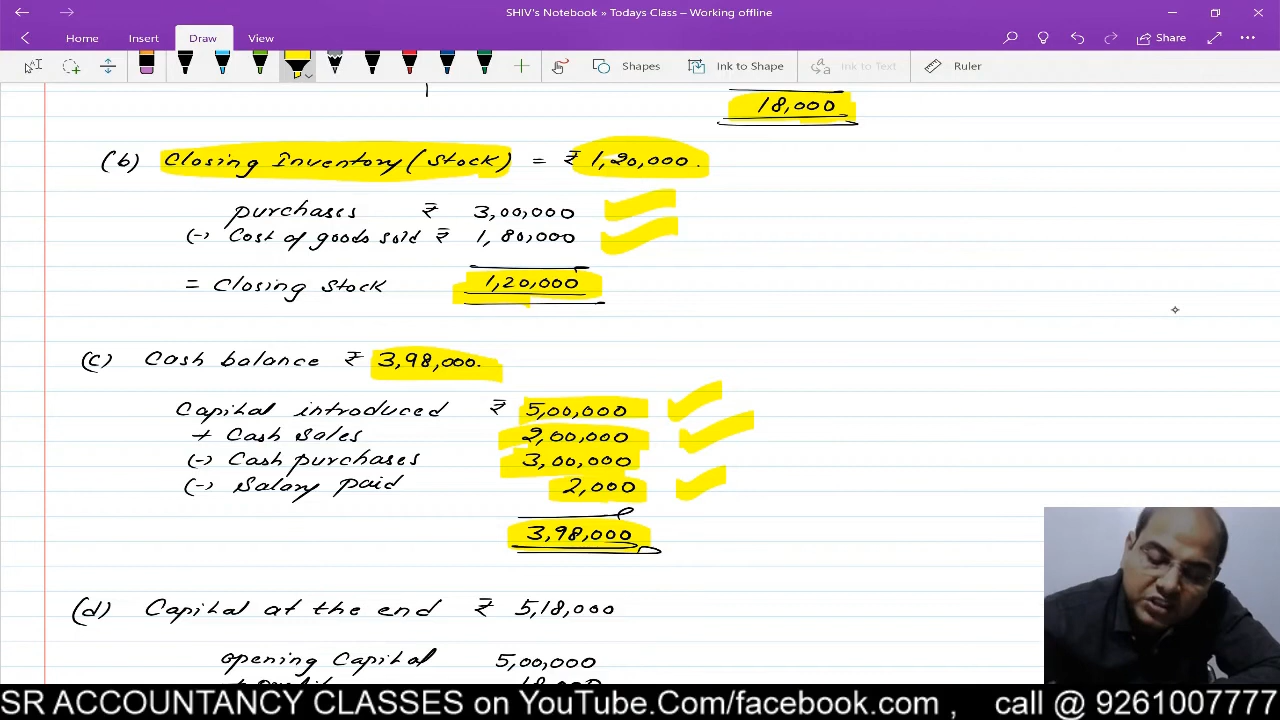 SHIV's Notebook » Todays Class – Working offline
Home Insert Draw View Share
Shapes Ink to Shape Ink to Text Ruler
18,000
(b) Closing Inventory (Stock) = ₹ 1,20,000.
purchases ₹ 3,00,000
(-) Cost of goods sold ₹ 1,80,000
= Closing Stock 1,20,000
(c) Cash balance ₹ 3,98,000.
Capital introduced ₹ 5,00,000
+ Cash Sales 2,00,000
(-) Cash purchases 3,00,000
(-) Salary paid 2,000
3,98,000
(d) Capital at the end ₹ 5,18,000
opening Capital 5,00,000
SR ACCOUNTANCY CLASSES on YouTube.Com/facebook.com , call @ 9261007777